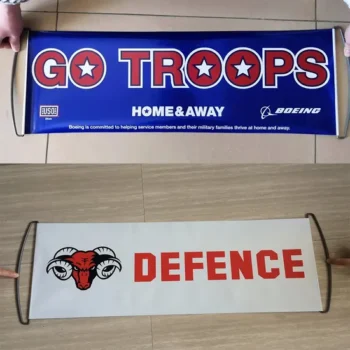 GO TROOPS
USO
HOME&AWAY
BOEING
Boeing is committed to helping service members and their military families thrive at home and away.
DEFENCE